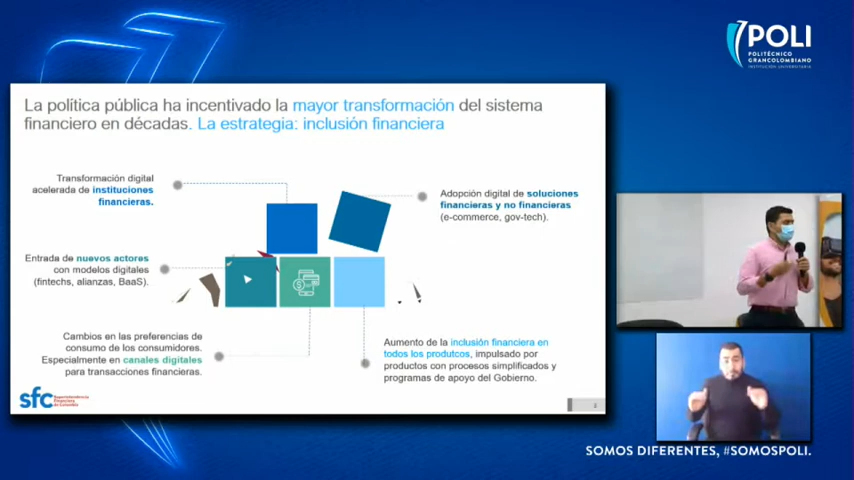 POLI
POLITÉCNICO
GRANCOLOMBIANO
INSTITUCIÓN UNIVERSITARIA
La política pública ha incentivado la mayor transformación del sistema
financiero en décadas. La estrategia: inclusión financiera
Transformación digital
acelerada de instituciones
financieras.
Adopción digital de soluciones
financieras y no financieras
(e-commerce, gov-tech).
Entrada de nuevos actores
con modelos digitales
(fintechs, alianzas, BaaS).
Cambios en las preferencias de
consumo de los consumidores.
Especialmente en canales digitales
para transacciones financieras.
Aumento de la inclusión financiera en
todos los produtcos, impulsado por
productos con procesos simplificados y
programas de apoyo del Gobierno.
sfc Superintendencia
Financiera
de Colombia
SOMOS DIFERENTES, #SOMOSPOLI.